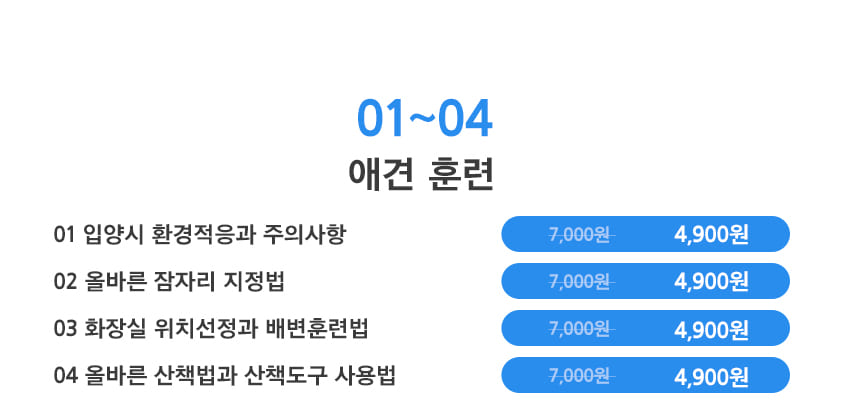 01~04
애견 훈련
01 입양시 환경적응과 주의사항 7,000원 4,900원
02 올바른 잠자리 지정법 7,000원 4,900원
03 화장실 위치선정과 배변훈련법 7,000원 4,900원
04 올바른 산책법과 산책도구 사용법 7,000원 4,900원